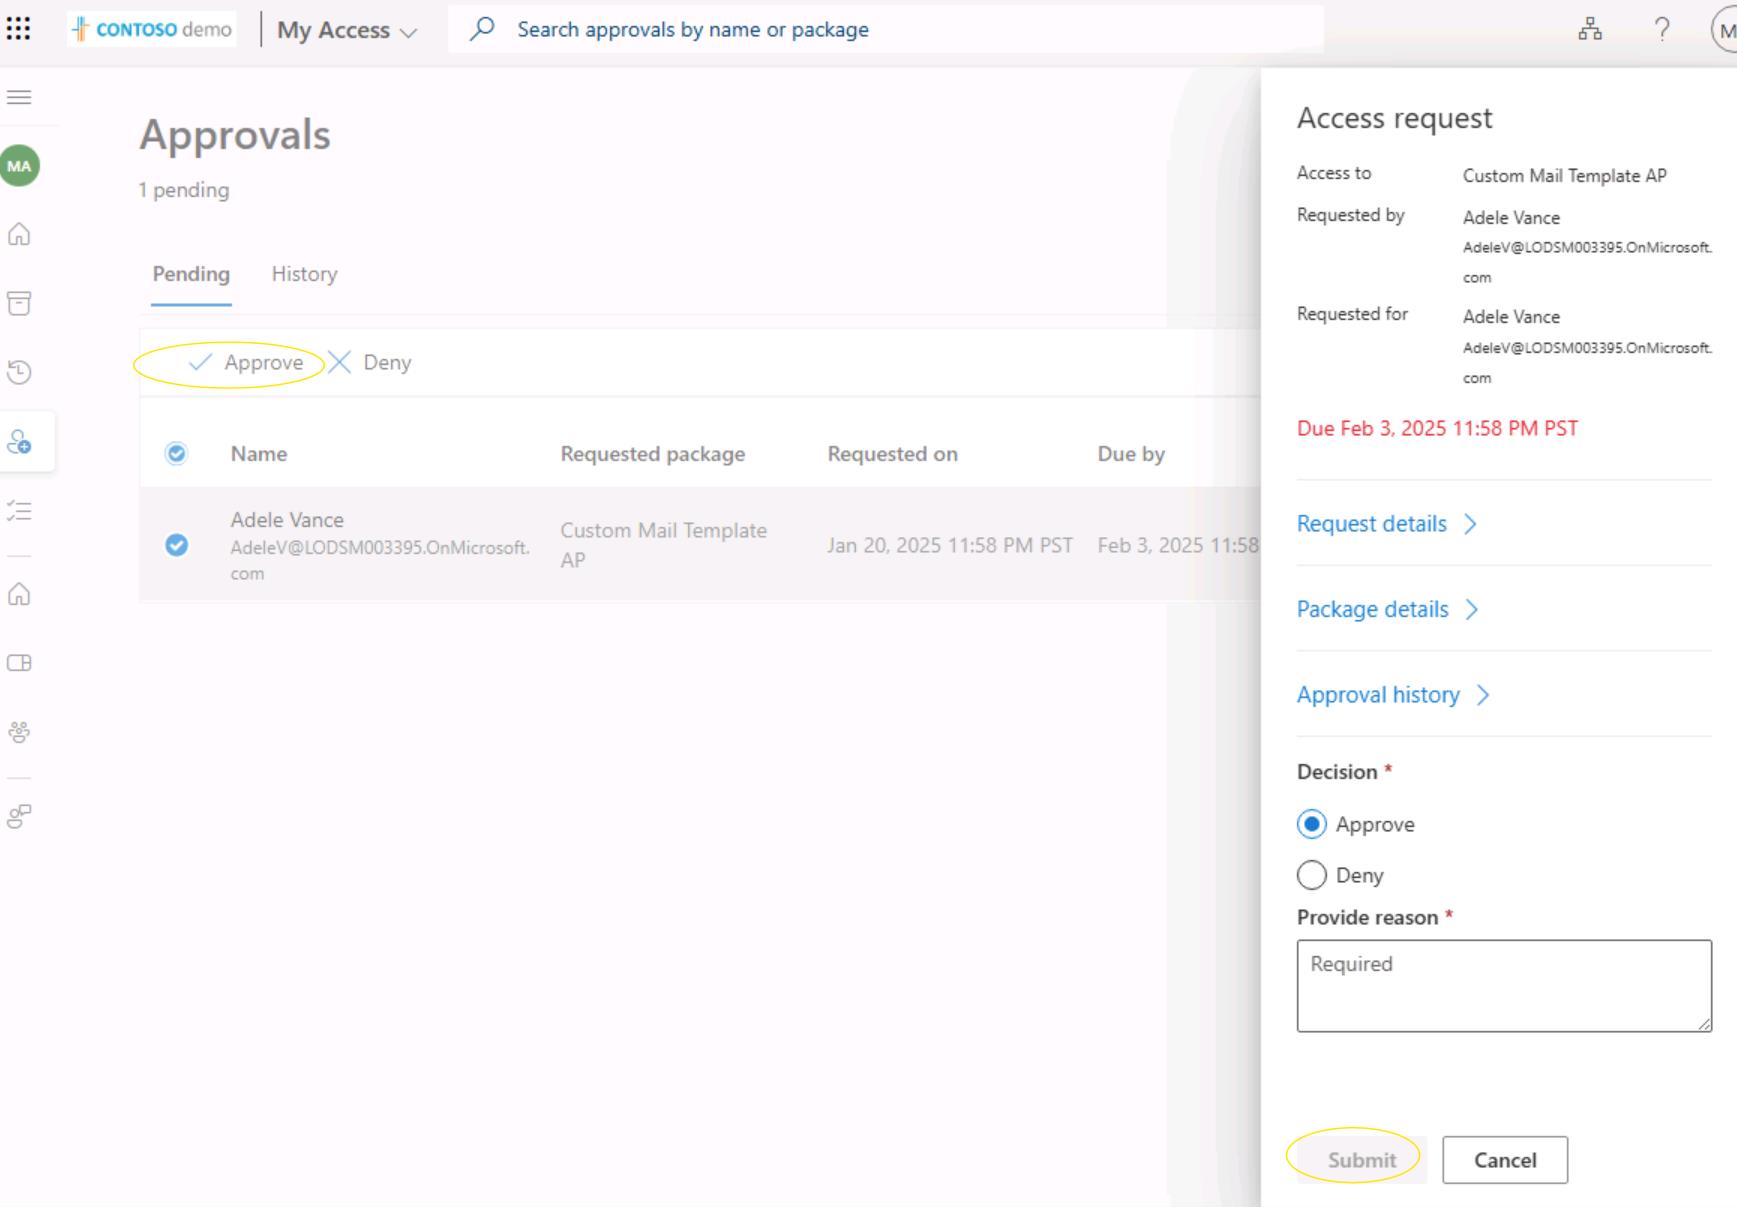 CONTOSO demo
My Access
Search approvals by name or package
?
M
MA
Approvals
1 pending
Pending
History
Approve
Deny
Name
Requested package
Requested on
Due by
Adele Vance
AdeleV@LODSM003395.OnMicrosoft.
com
Custom Mail Template
AP
Jan 20, 2025 11:58 PM PST
Feb 3, 2025 11:58
Access request
Access to
Custom Mail Template AP
Requested by
Adele Vance
AdeleV@LODSM003395.OnMicrosoft.
com
Requested for
Adele Vance
AdeleV@LODSM003395.OnMicrosoft.
com
Due Feb 3, 2025 11:58 PM PST
Request details
Package details
Approval history
Decision *
Approve
Deny
Provide reason *
Required
Submit
Cancel